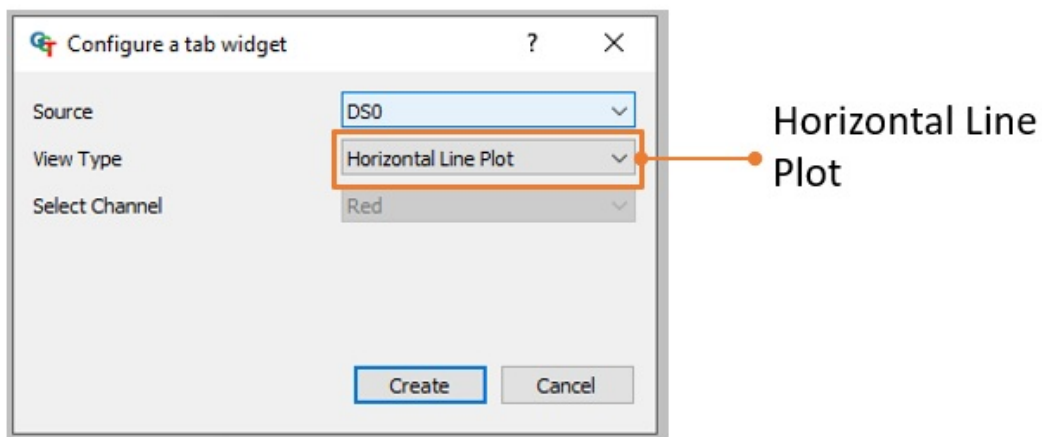 Configure a tab widget ? ×
Source DS0
View Type Horizontal Line Plot
Select Channel Red
Create Cancel
Horizontal Line
Plot